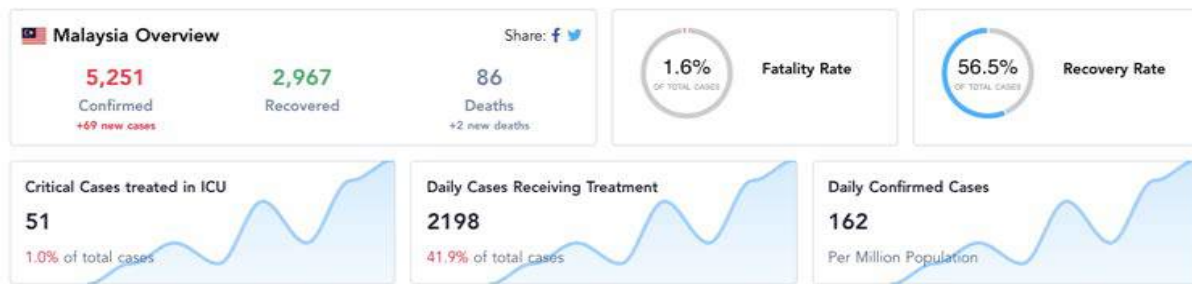 Malaysia Overview
Share:
5,251
Confirmed
+69 new cases
2,967
Recovered
86
Deaths
+2 new deaths
1.6%
OF TOTAL CASES
Fatality Rate
56.5%
OF TOTAL CASES
Recovery Rate
Critical Cases treated in ICU
51
1.0% of total cases
Daily Cases Receiving Treatment
2198
41.9% of total cases
Daily Confirmed Cases
162
Per Million Population